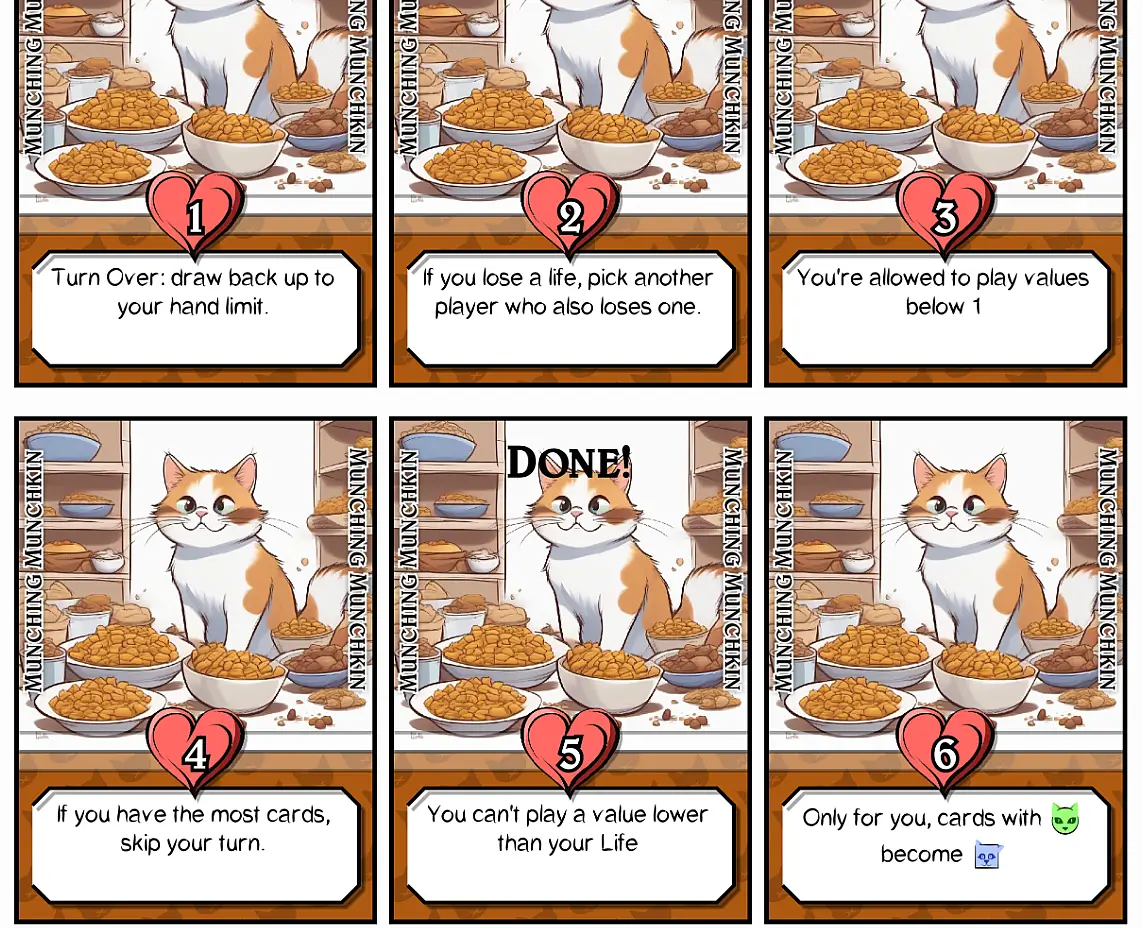 MUNCHING MUNCHKIN
MUNCHING MUNCHKIN
1
Turn Over: draw back up to
your hand limit.
MUNCHING MUNCHKIN
MUNCHING MUNCHKIN
2
If you lose a life, pick another
player who also loses one.
MUNCHING MUNCHKIN
MUNCHING MUNCHKIN
3
You're allowed to play values
below 1
MUNCHING MUNCHKIN
MUNCHING MUNCHKIN
4
If you have the most cards,
skip your turn.
DONE!
MUNCHING MUNCHKIN
MUNCHING MUNCHKIN
5
You can't play a value lower
than your Life
MUNCHING MUNCHKIN
MUNCHING MUNCHKIN
6
Only for you, cards with
become